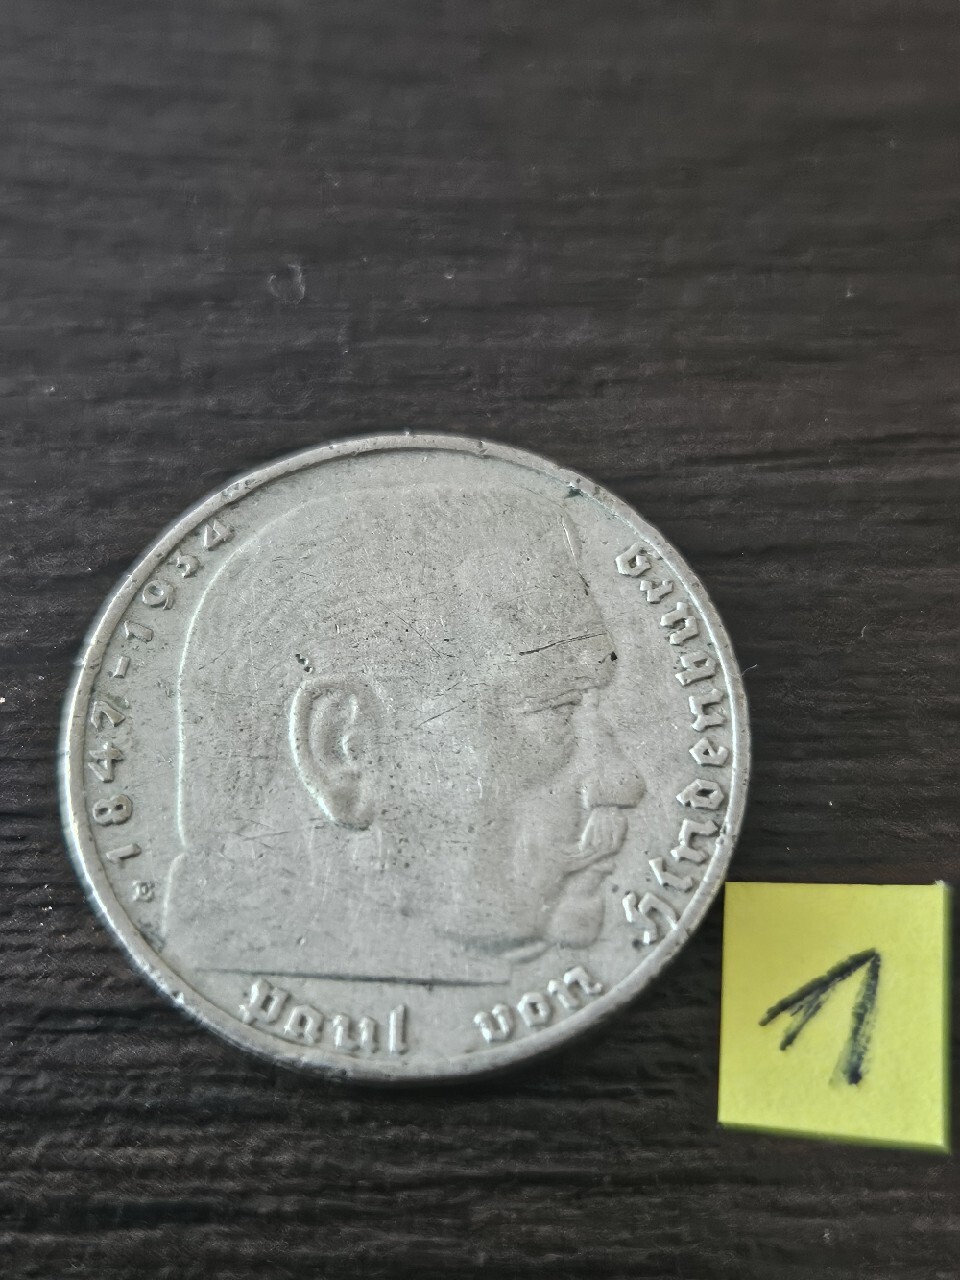 1847-1934
Paul von
Hindenburg
1